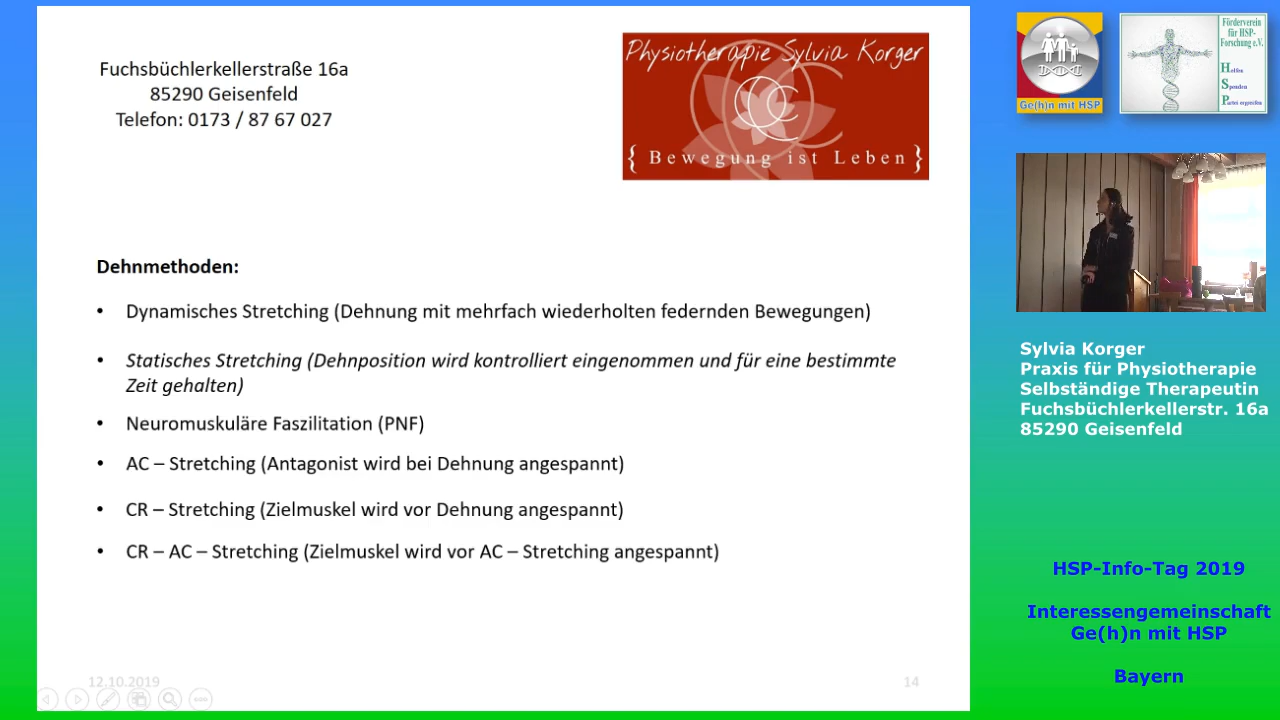 Fuchsbüchlerkellerstraße 16a
85290 Geisenfeld
Telefon: 0173 / 87 67 027
Physiotherapie Sylvia Korger
{ Bewegung ist Leben }
Dehnmethoden:
• Dynamisches Stretching (Dehnung mit mehrfach wiederholten federnden Bewegungen)
• Statisches Stretching (Dehnposition wird kontrolliert eingenommen und für eine bestimmte
Zeit gehalten)
• Neuromuskuläre Faszilitation (PNF)
• AC – Stretching (Antagonist wird bei Dehnung angespannt)
• CR – Stretching (Zielmuskel wird vor Dehnung angespannt)
• CR – AC – Stretching (Zielmuskel wird vor AC – Stretching angespannt)
12.10.2019
14
Ge(h)n mit HSP
Förderverein
für HSP-
Forschung e.V.
Helfen
Spenden
Partei ergreifen
Sylvia Korger
Praxis für Physiotherapie
Selbständige Therapeutin
Fuchsbüchlerkellerstr. 16a
85290 Geisenfeld
HSP-Info-Tag 2019
Interessengemeinschaft
Ge(h)n mit HSP
Bayern